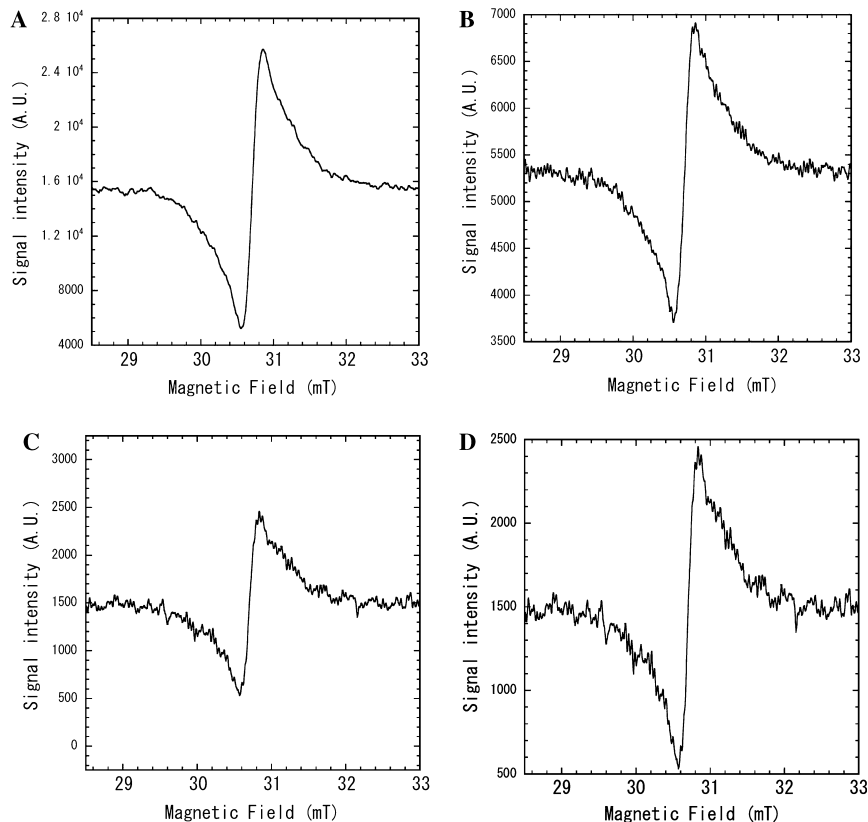 A
2.8 10⁴
2.4 10⁴
2 10⁴
1.6 10⁴
1.2 10⁴
8000
4000
Signal intensity (A.U.)
29 30 31 32 33
Magnetic Field (mT)
B
7000
6500
6000
5500
5000
4500
4000
3500
Signal intensity (A.U.)
29 30 31 32 33
Magnetic Field (mT)
C
3000
2500
2000
1500
1000
500
0
Signal intensity (A.U.)
29 30 31 32 33
Magnetic Field (mT)
D
2500
2000
1500
1000
500
Signal intensity (A.U.)
29 30 31 32 33
Magnetic Field (mT)